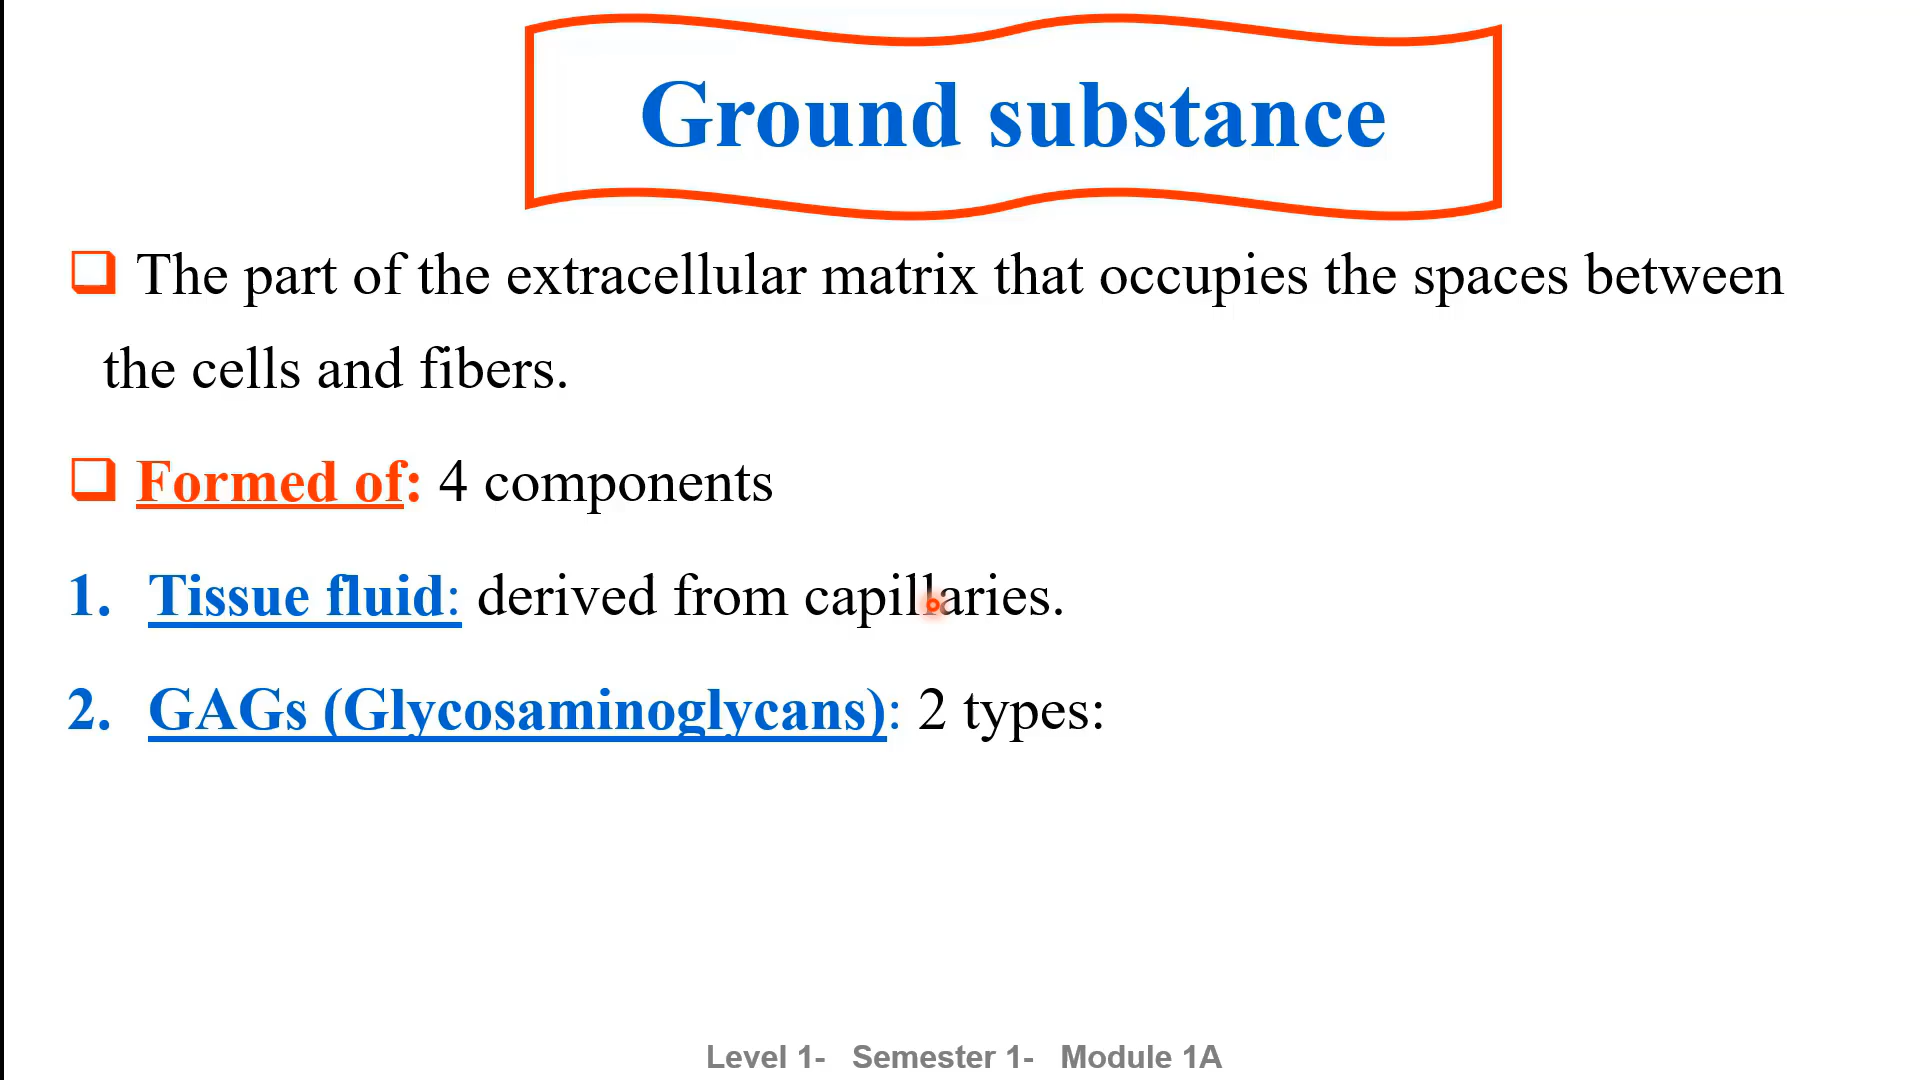 Ground substance
The part of the extracellular matrix that occupies the spaces between
the cells and fibers.
Formed of: 4 components
1. Tissue fluid: derived from capillaries.
2. GAGs (Glycosaminoglycans): 2 types:
Level 1- Semester 1- Module 1A